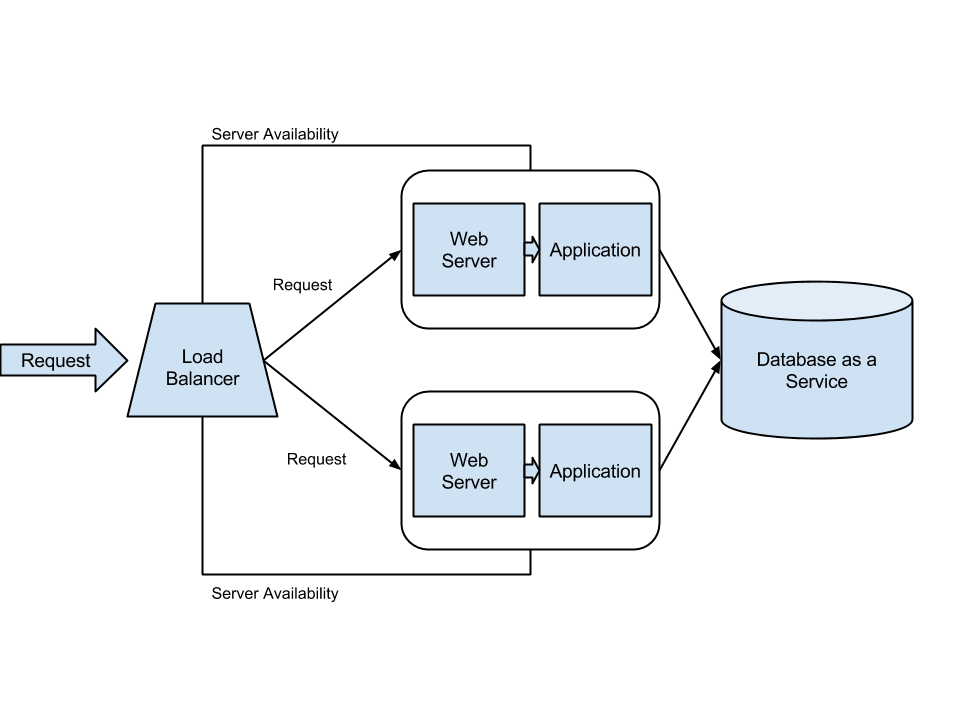 Server Availability
Web
Server
Application
Request
Request
Load
Balancer
Database as a
Service
Request
Web
Server
Application
Server Availability